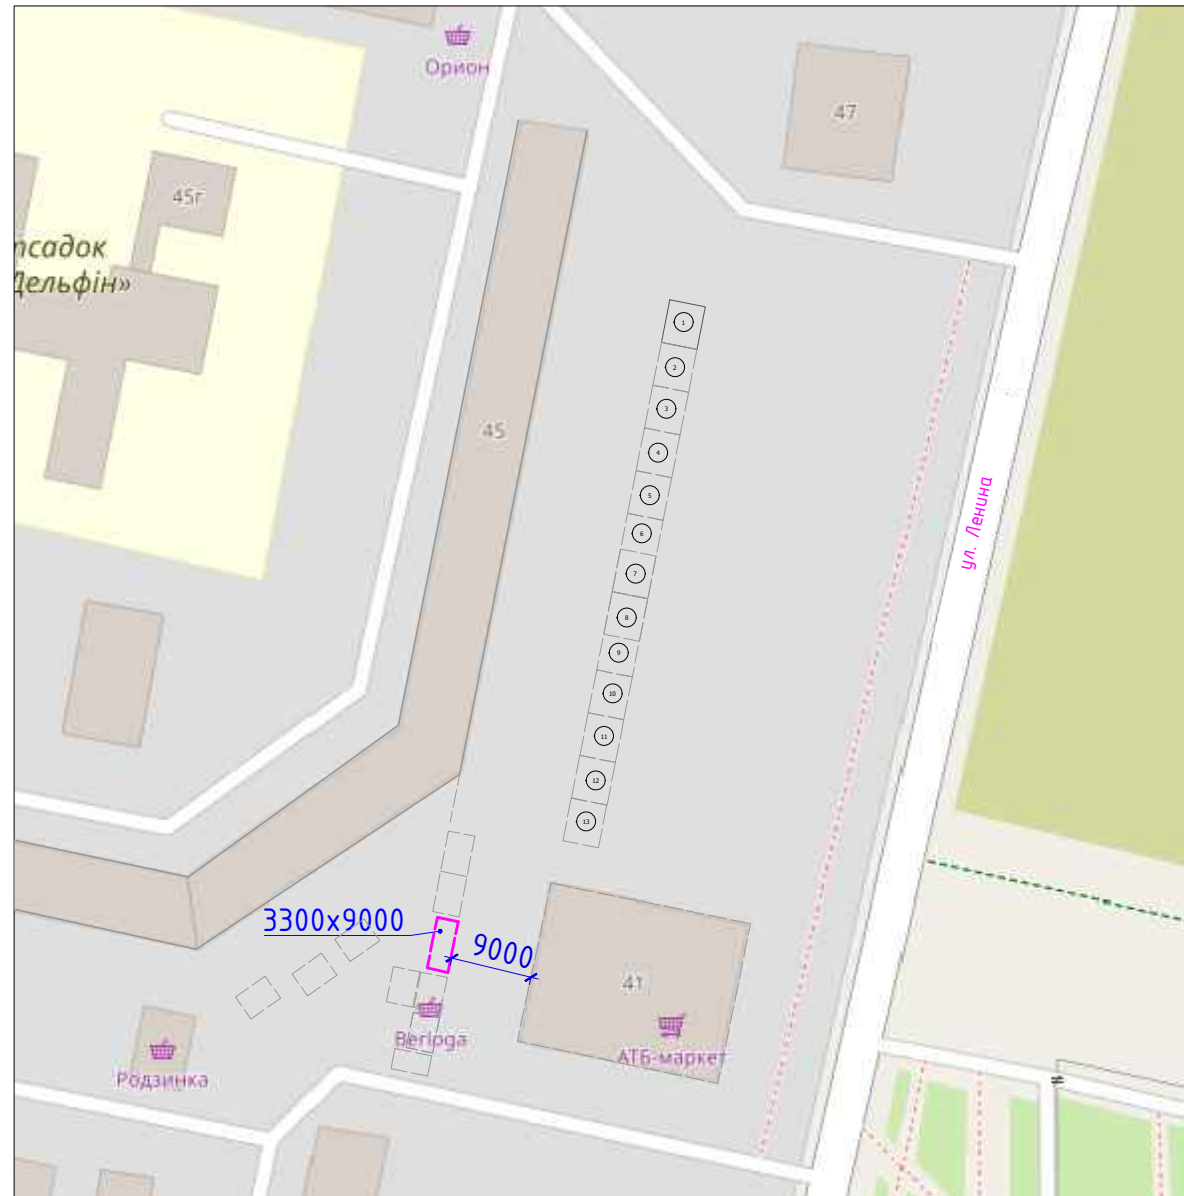 Орион
47
45г
тсадок
Дельфін»
1
2
3
45
4
5
ул. Ленина
6
7
8
9
10
11
12
13
3300х9000
9000
41
Berloga
АТБ-маркет
Родзинка